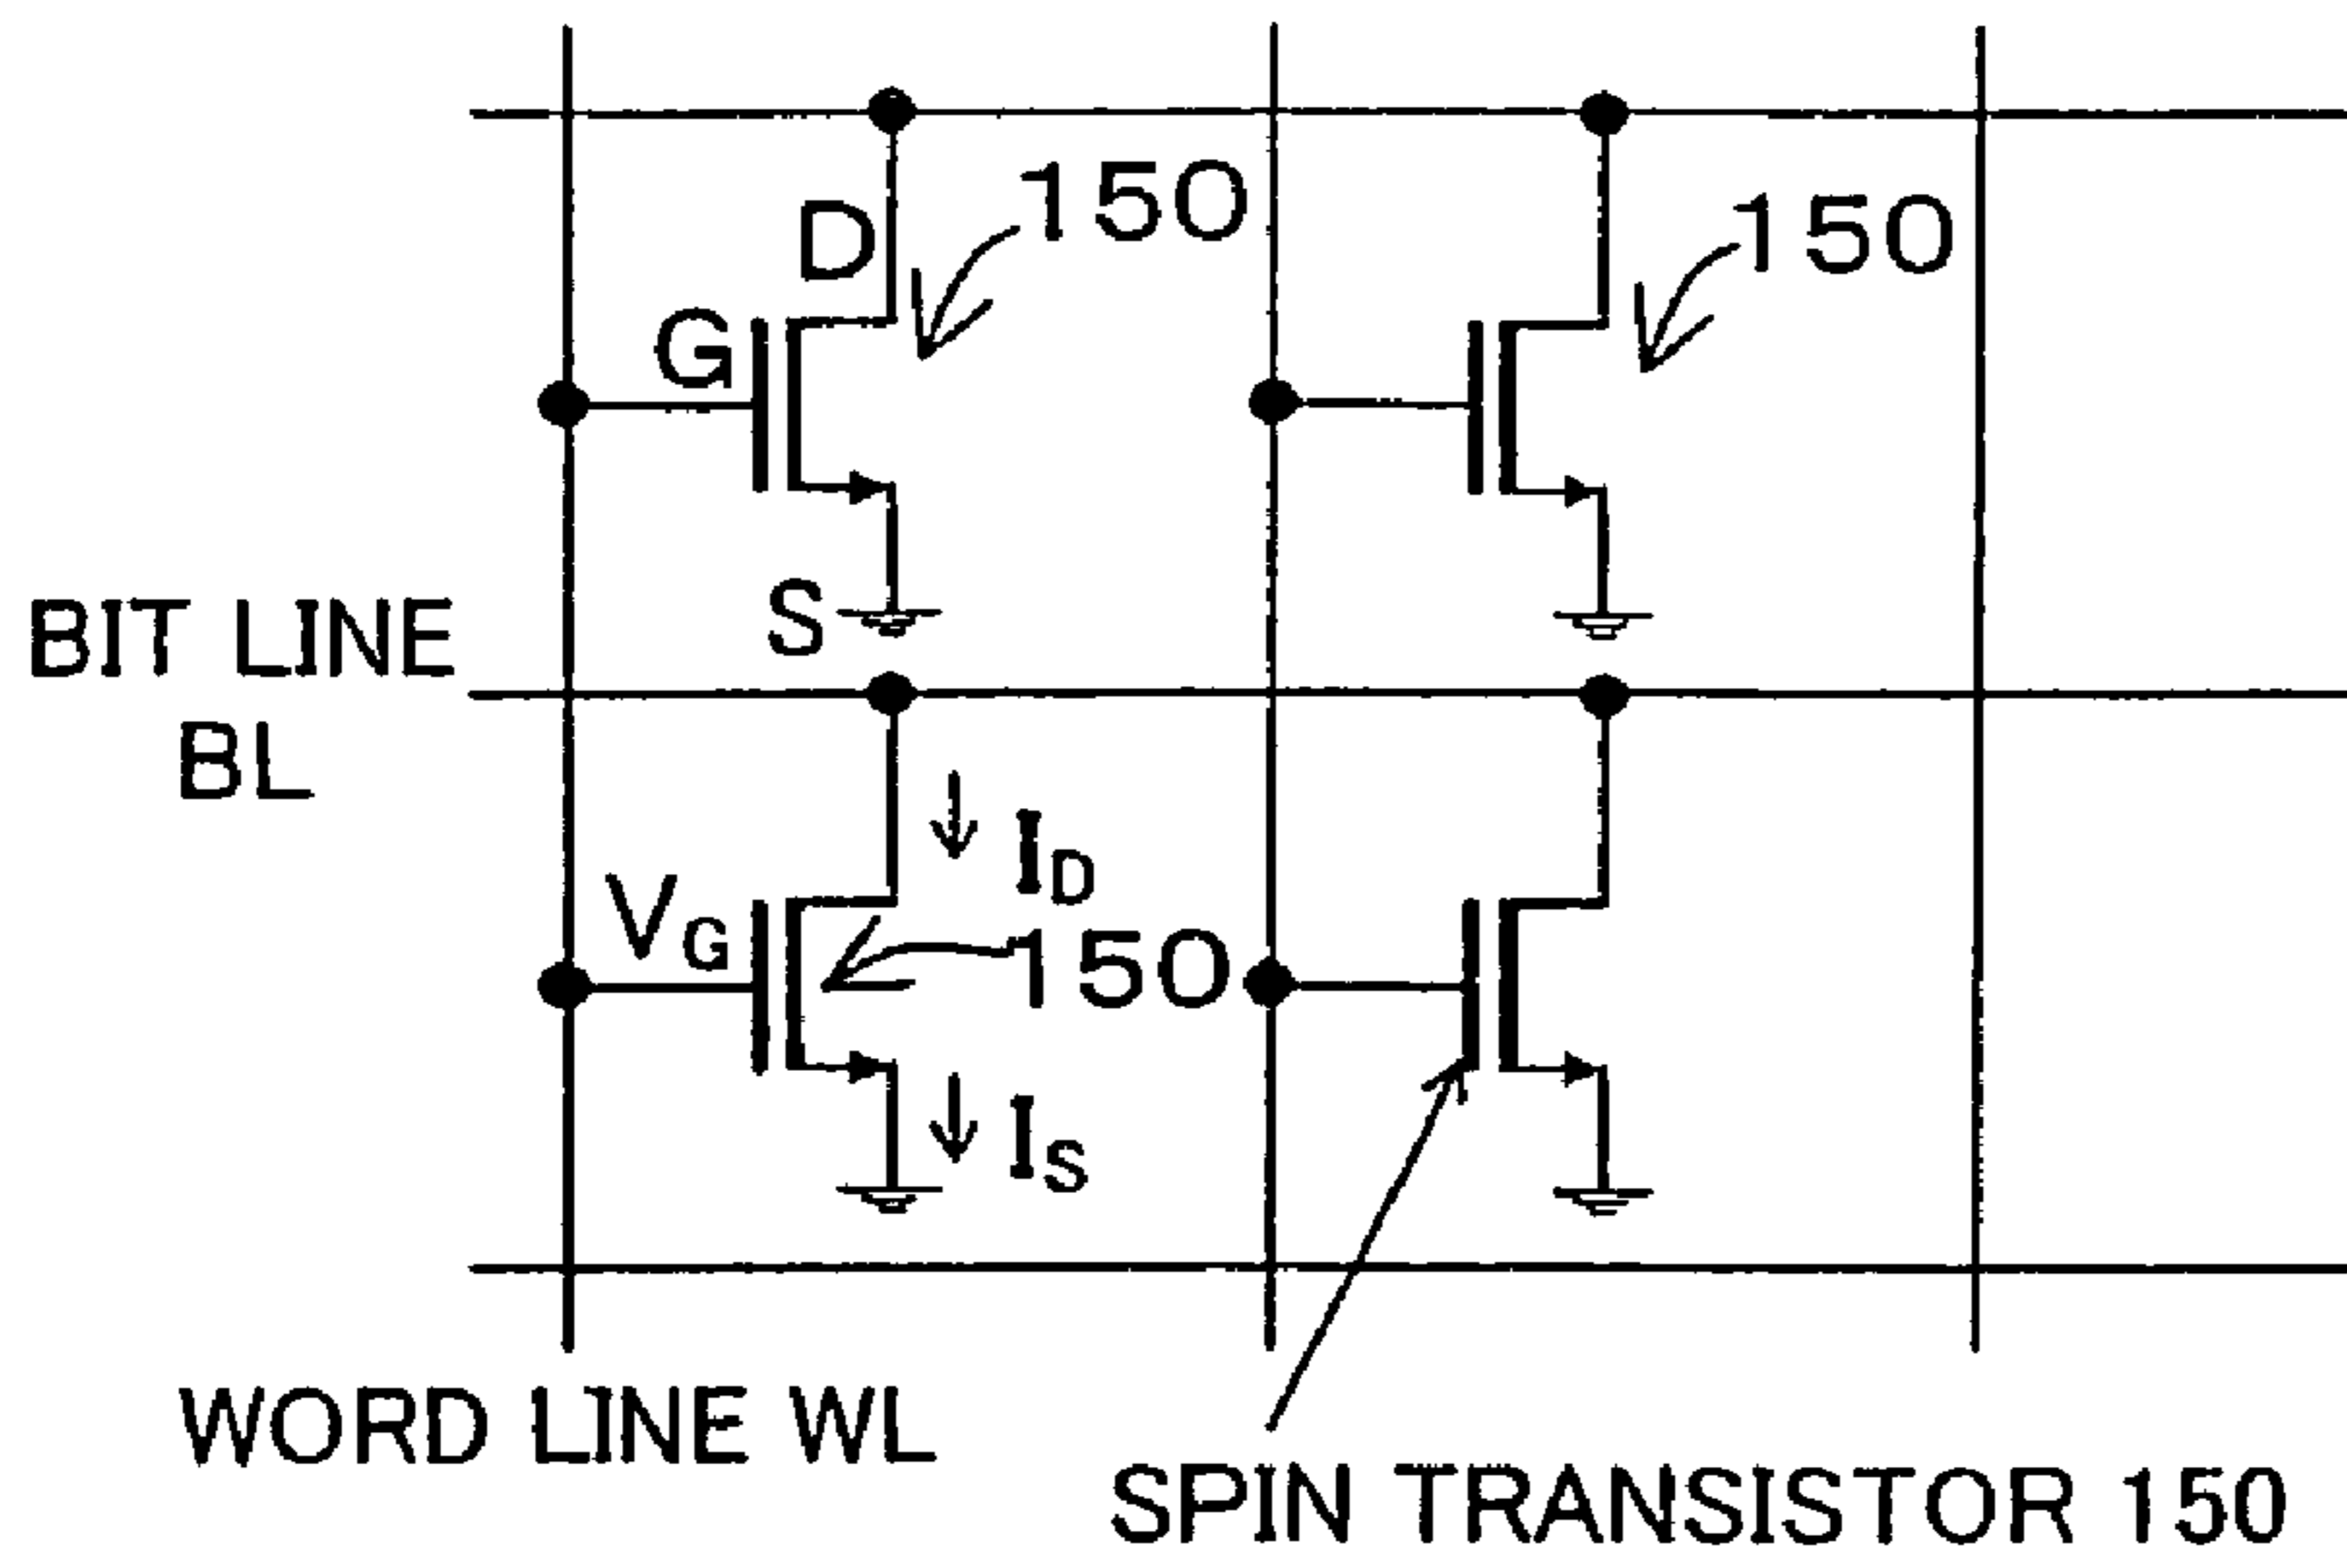 150
D
150
G
S
BIT LINE
BL
I_D
V_G
150
I_S
WORD LINE WL
SPIN TRANSISTOR 150